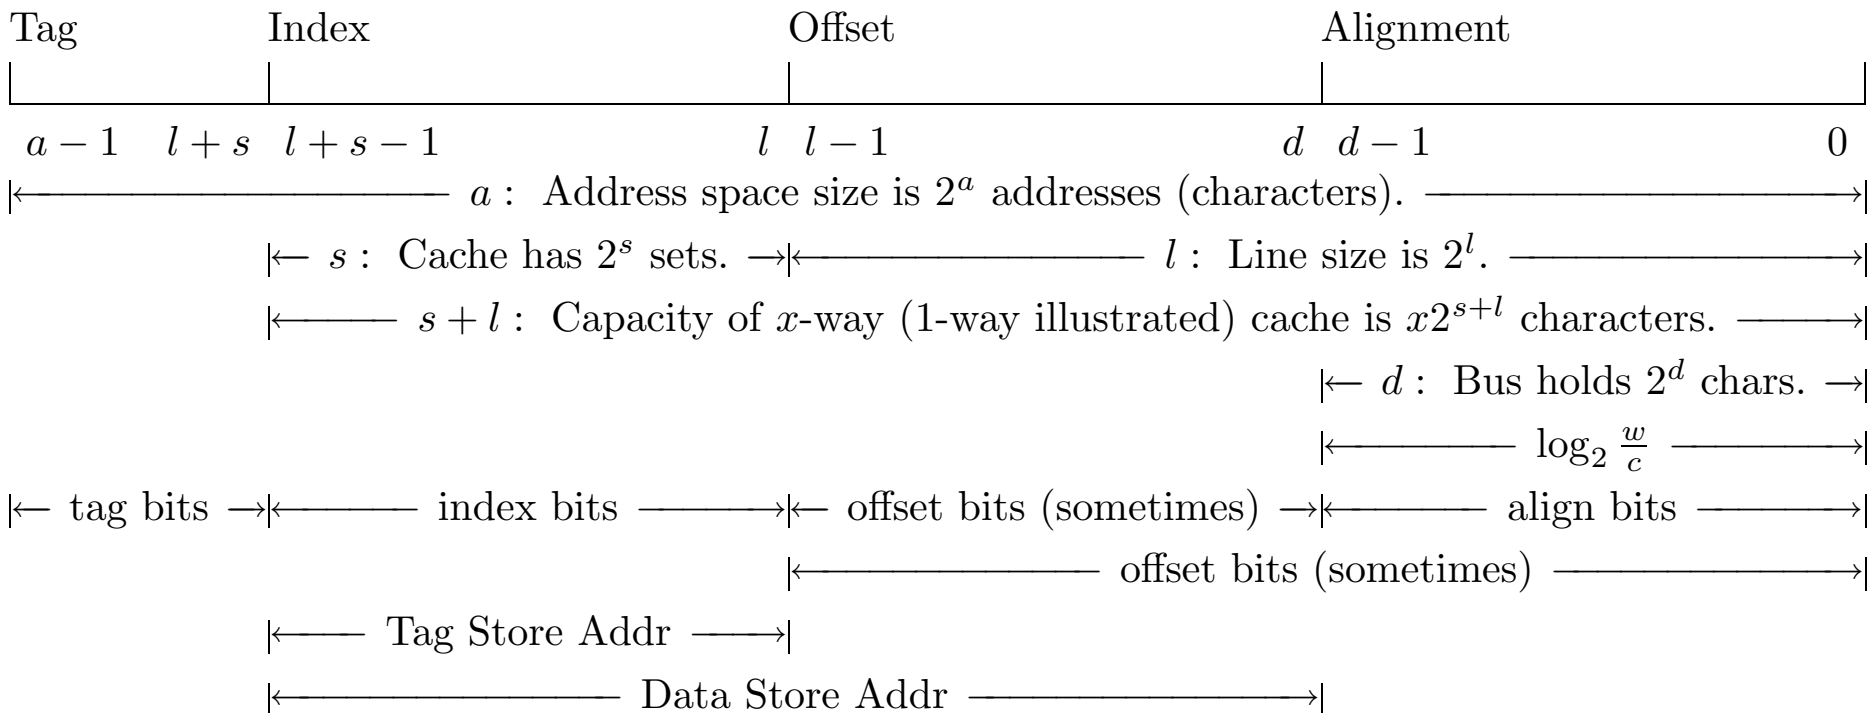 Tag Index Offset Alignment
a − 1 l + s l + s − 1 l l − 1 d d − 1 0
a : Address space size is 2^a addresses (characters).
s : Cache has 2^s sets. l : Line size is 2^l.
s + l : Capacity of x-way (1-way illustrated) cache is x2^{s+l} characters.
d : Bus holds 2^d chars.
log_2 \frac{w}{c}
tag bits index bits offset bits (sometimes) align bits
offset bits (sometimes)
Tag Store Addr
Data Store Addr